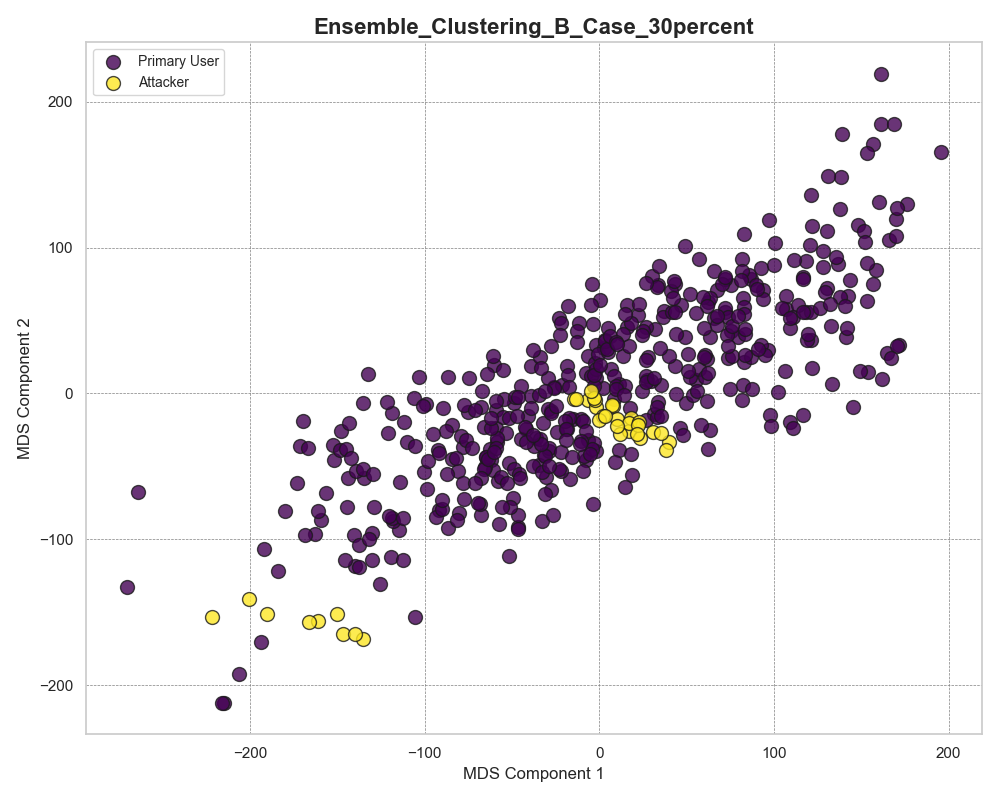 Ensemble_Clustering_B_Case_30percent
Primary User
Attacker
200
100
0
−100
−200
MDS Component 2
−200
−100
0
100
200
MDS Component 1